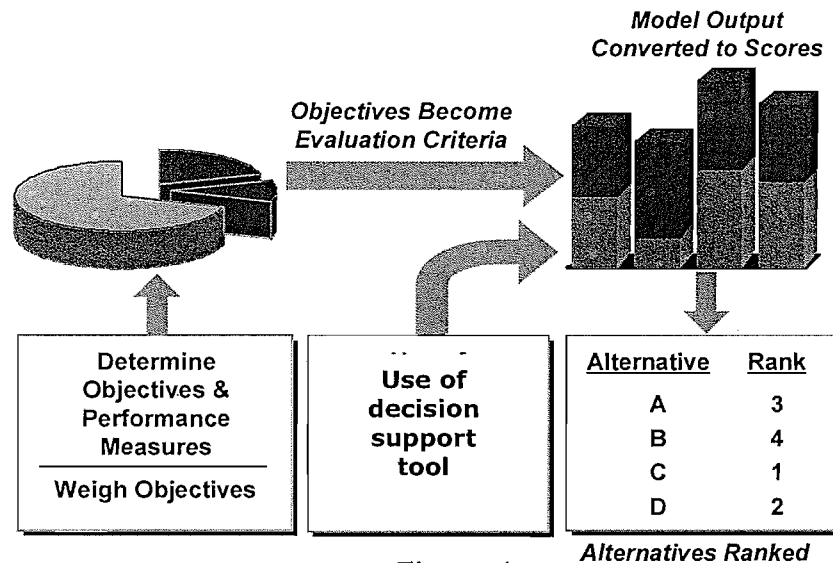 Model Output
Converted to Scores
Objectives Become
Evaluation Criteria
Determine
Objectives &
Performance
Measures
Weigh Objectives
Use of
decision
support
tool
Alternative Rank
A 3
B 4
C 1
D 2
Alternatives Ranked